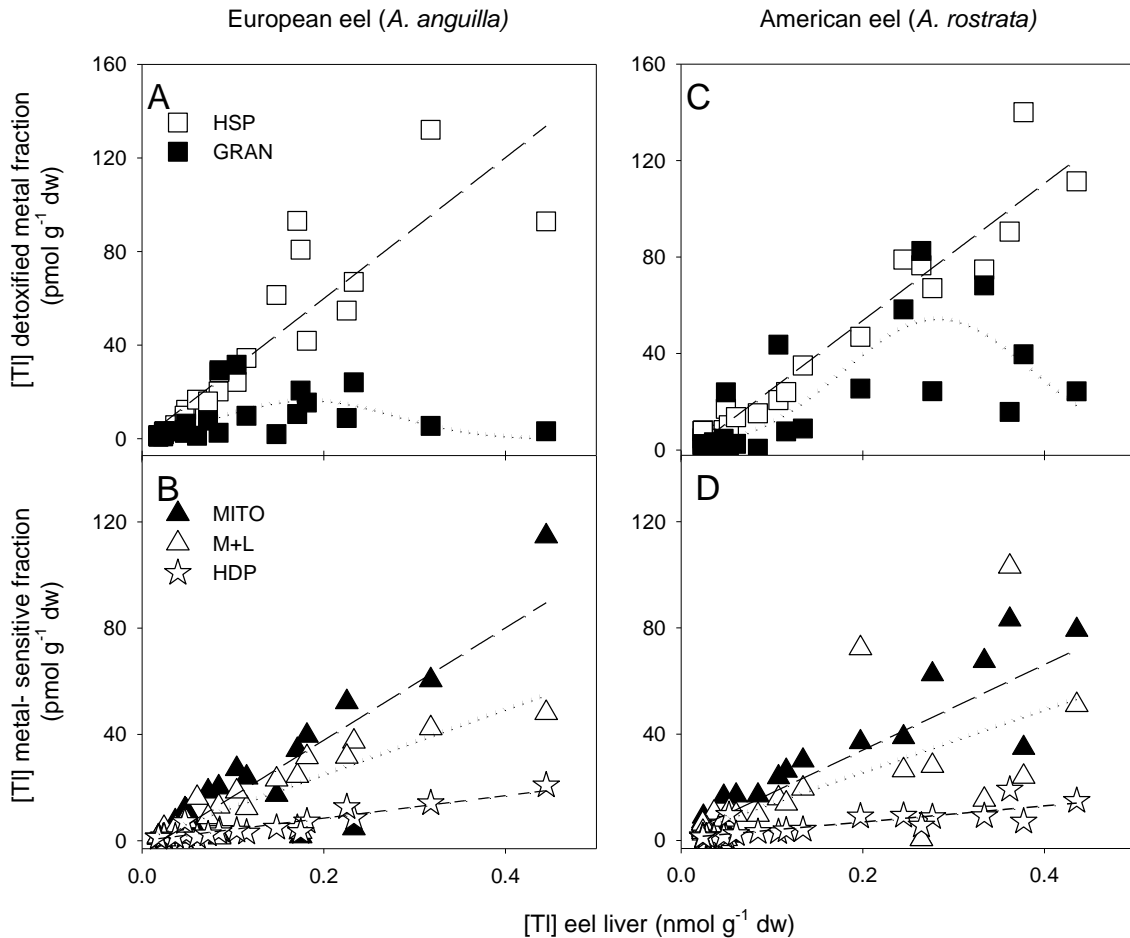 European eel (A. anguilla)
American eel (A. rostrata)
[Tl] detoxified metal fraction
(pmol g-1 dw)
160
120
80
40
0
A
HSP
GRAN
160
120
80
40
0
C
[Tl] metal- sensitive fraction
(pmol g-1 dw)
120
80
40
0
B
MITO
M+L
HDP
0.0
0.2
0.4
120
80
40
0
D
0.0
0.2
0.4
[Tl] eel liver (nmol g-1 dw)